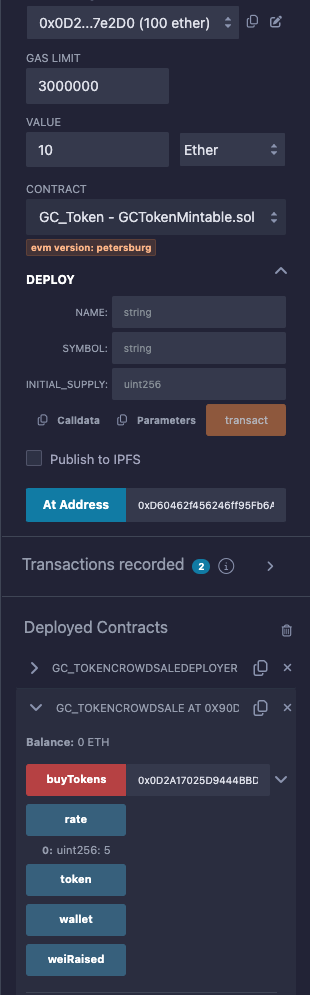 0x0D2...7e2D0 (100 ether)
GAS LIMIT
3000000
VALUE
10 Ether
CONTRACT
GC_Token - GCTokenMintable.sol
evm version: petersburg
DEPLOY
NAME: string
SYMBOL: string
INITIAL_SUPPLY: uint256
Calldata Parameters transact
Publish to IPFS
At Address 0xD60462f456246ff95Fb6A
Transactions recorded 2 i
Deployed Contracts
GC_TOKENCROWDSALEDEPLOYER
GC_TOKENCROWDSALE AT 0X90D
Balance: 0 ETH
buyTokens 0x0D2A17025D9444BBD
rate
0: uint256: 5
token
wallet
weiRaised